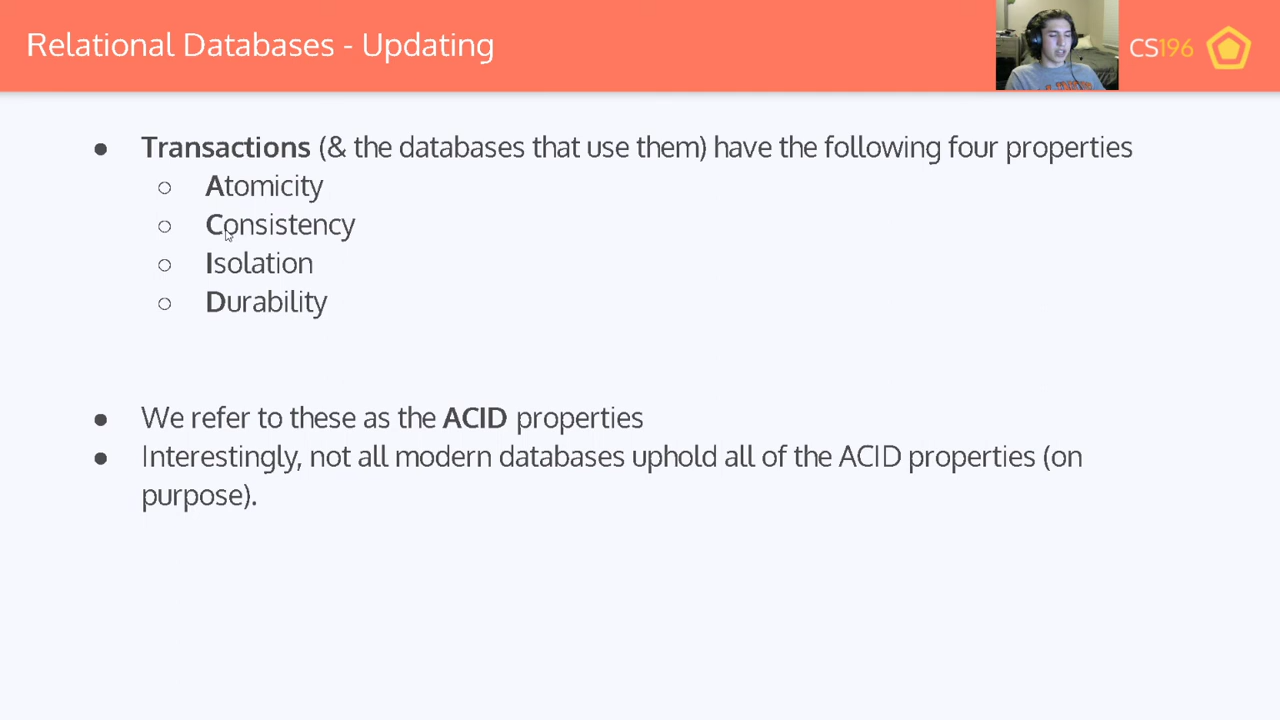 Relational Databases - Updating
CS196
● Transactions (& the databases that use them) have the following four properties
○ Atomicity
○ Consistency
○ Isolation
○ Durability
● We refer to these as the ACID properties
● Interestingly, not all modern databases uphold all of the ACID properties (on
purpose).